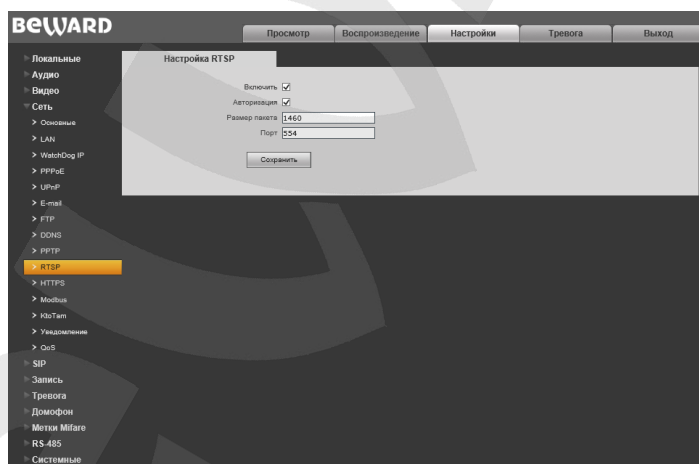 BEWARD
Просмотр Воспроизведение Настройки Тревога Выход
Локальные
Аудио
Видео
Сеть
Основные
LAN
WatchDog IP
PPPoE
UPnP
E-mail
FTP
DDNS
PPTP
RTSP
HTTPS
Modbus
KtoTam
Уведомление
QoS
SIP
Запись
Тревога
Домофон
Метки Mifare
RS-485
Системные
Настройка RTSP
Включить
Авторизация
Размер пакета 1460
Порт 554
Сохранить